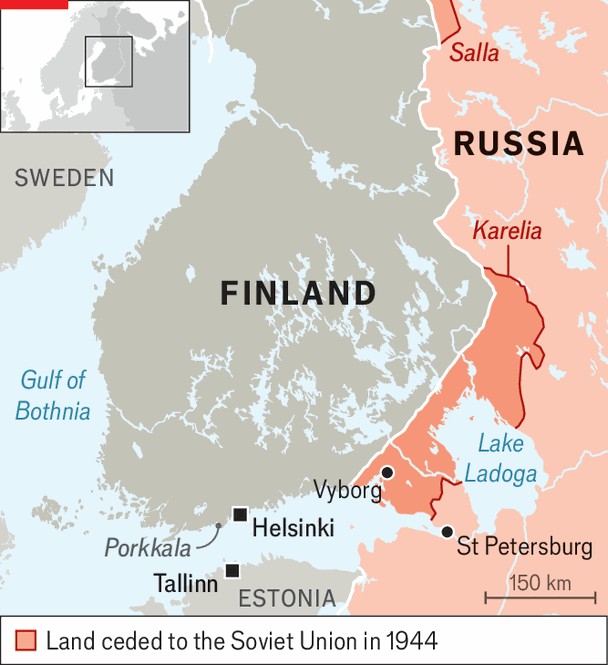 Salla
RUSSIA
SWEDEN
Karelia
FINLAND
Gulf of
Bothnia
Lake
Ladoga
Vyborg
Helsinki
Porkkala
St Petersburg
Tallinn
ESTONIA
150 km
Land ceded to the Soviet Union in 1944